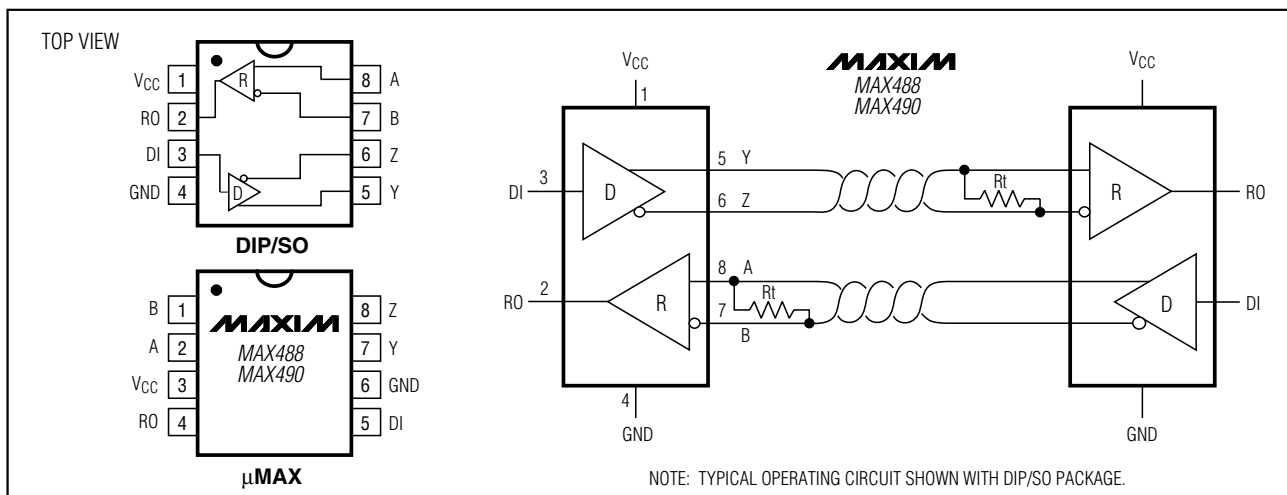 TOP VIEW
VCC 1
RO 2
DI 3
GND 4
R
D
8 A
7 B
6 Z
5 Y
DIP/SO
B 1
A 2
VCC 3
RO 4
MAXIM
MAX488
MAX490
8 Z
7 Y
6 GND
5 DI
µMAX
MAXIM
MAX488
MAX490
VCC
1
DI 3
D
5 Y
6 Z
Rt
RO 2
R
8 A
7
B
Rt
4
GND
VCC
R
RO
D
DI
GND
NOTE: TYPICAL OPERATING CIRCUIT SHOWN WITH DIP/SO PACKAGE.